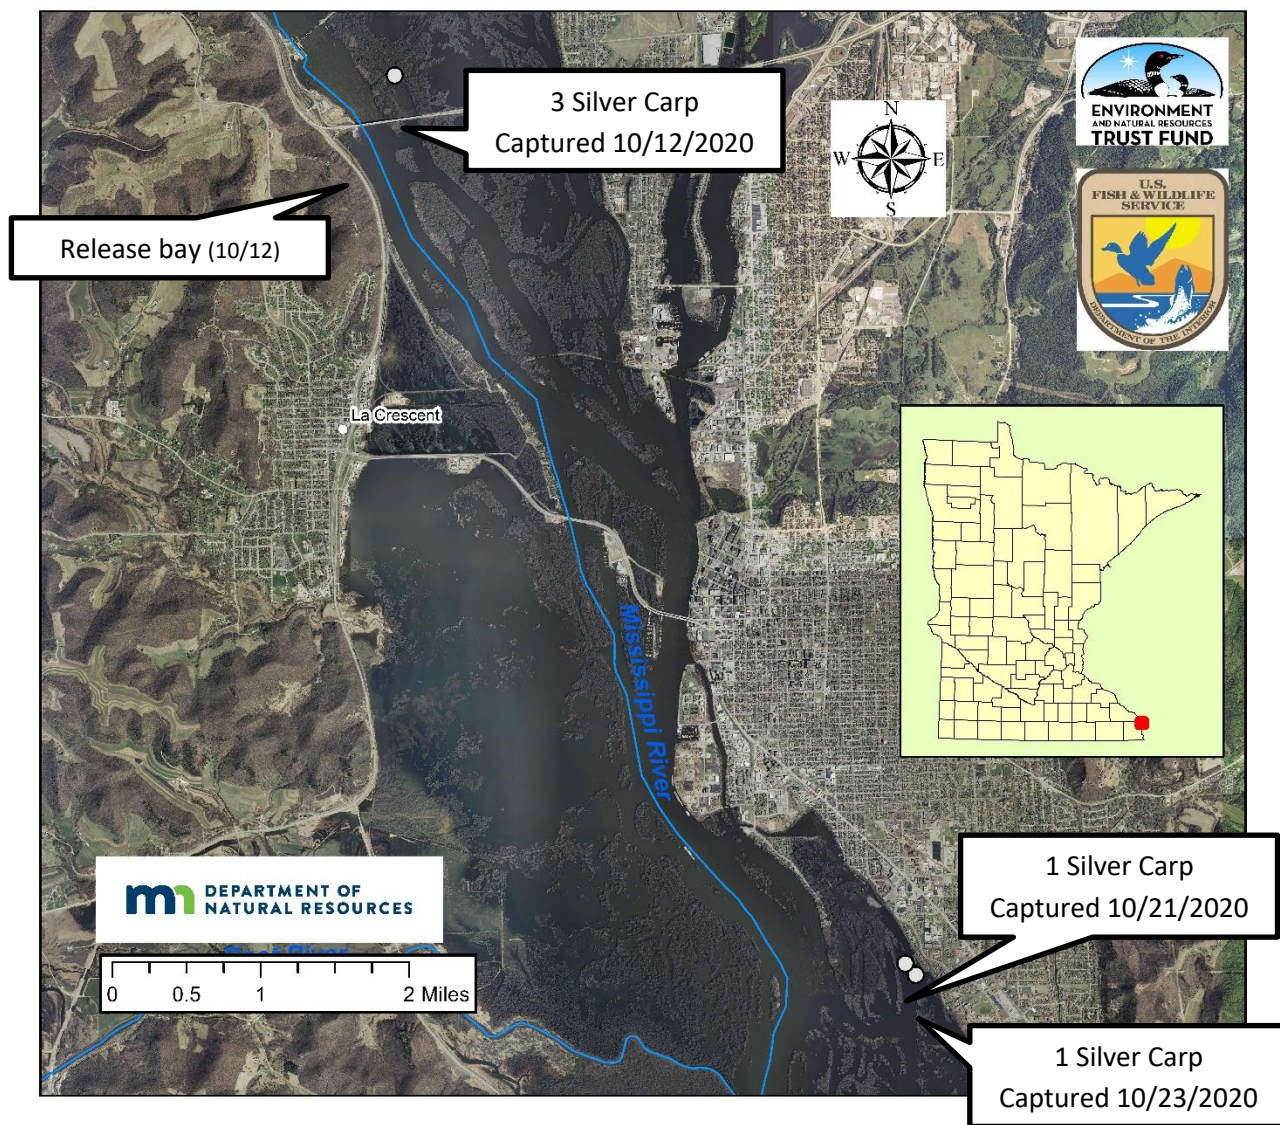 3 Silver Carp
Captured 10/12/2020
N
W E
S
ENVIRONMENT
AND NATURAL RESOURCES
TRUST FUND
U.S.
FISH & WILDLIFE
SERVICE
DEPARTMENT OF THE INTERIOR
Release bay (10/12)
La Crescent
Mississippi River
1 Silver Carp
Captured 10/21/2020
mn DEPARTMENT OF
NATURAL RESOURCES
River
0 0.5 1 2 Miles
1 Silver Carp
Captured 10/23/2020